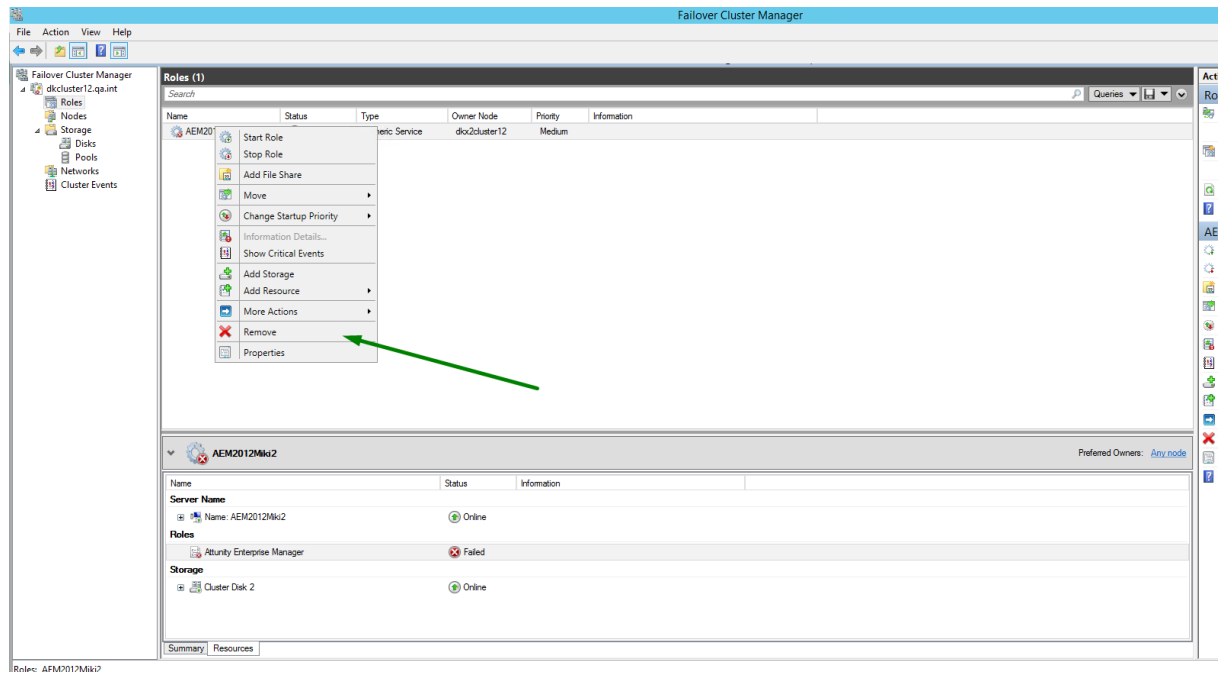 Failover Cluster Manager
File Action View Help
Failover Cluster Manager
dkcluster12.qa.int
Roles
Nodes
Storage
Disks
Pools
Networks
Cluster Events
Roles (1)
Search
Queries
Name Status Type Owner Node Priority Information
AEM201 neric Service dkx2cluster12 Medium
Start Role
Stop Role
Add File Share
Move
Change Startup Priority
Information Details...
Show Critical Events
Add Storage
Add Resource
More Actions
Remove
Properties
AEM2012Miki2
Preferred Owners: Any node
Name Status Information
Server Name
Name: AEM2012Miki2 Online
Roles
Attunity Enterprise Manager Failed
Storage
Cluster Disk 2 Online
Summary Resources
Roles: AEM2012Miki2
Act
Ro
AE